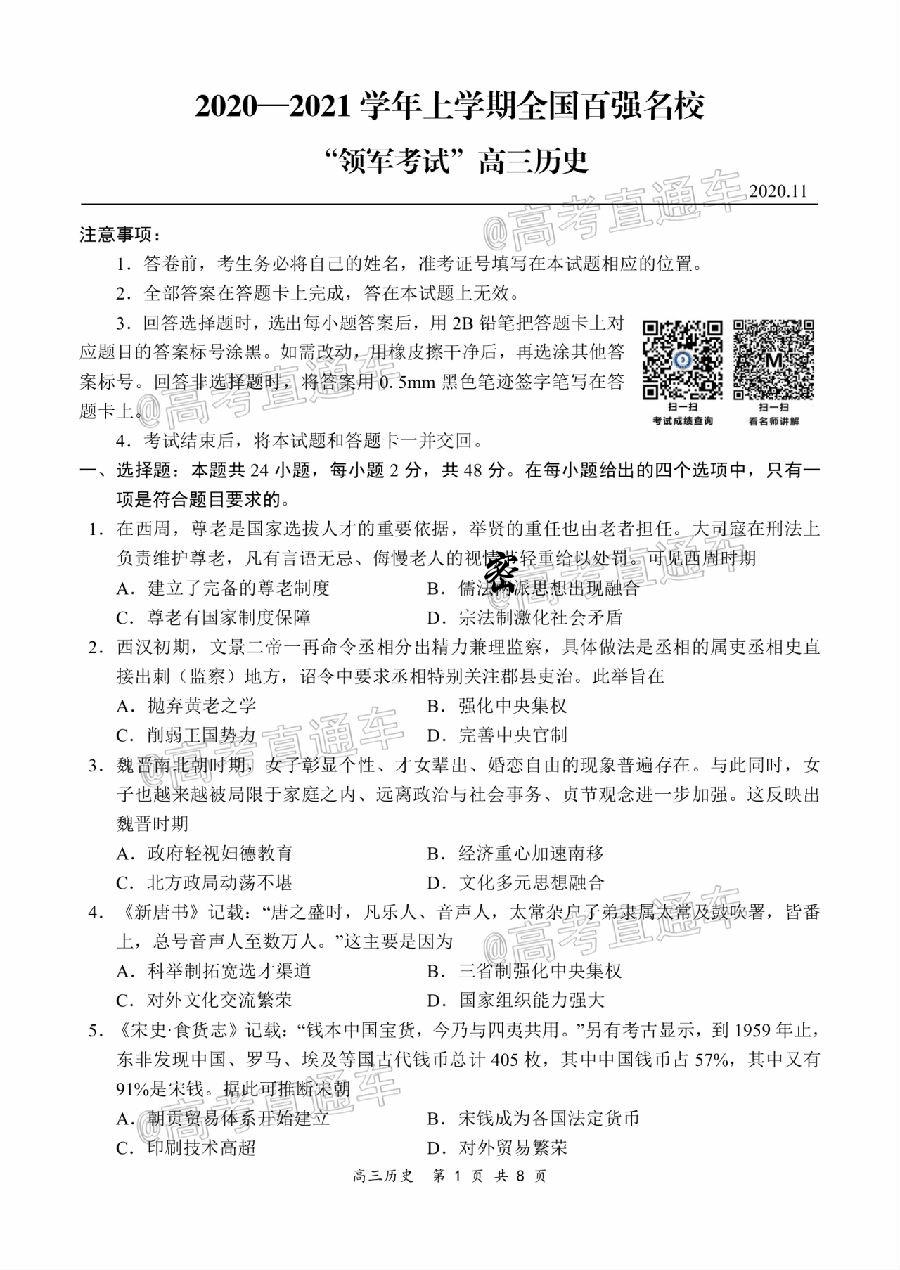 2020—2021学年上学期全国百强名校
“领军考试”高三历史
2020.11
注意事项：
1．答卷前，考生务必将自己的姓名，准考证号填写在本试题相应的位置。
2．全部答案在答题卡上完成，答在本试题上无效。
3．回答选择题时，选出每小题答案后，用2B铅笔把答题卡上对
应题目的答案标号涂黑。如需改动，用橡皮擦干净后，再选涂其他答
案标号。回答非选择题时，将答案用0.5mm黑色笔迹签字笔写在答
题卡上。
4．考试结束后，将本试题和答题卡一并交回。
扫一扫
考试成绩查询
扫一扫
看名师讲解
M
一、选择题：本题共24小题，每小题2分，共48分。在每小题给出的四个选项中，只有一
项是符合题目要求的。
1．在西周，尊老是国家选拔人才的重要依据，举贤的重任也由老者担任。大司寇在刑法上
负责维护尊老，凡有言语无忌、侮慢老人的视情节轻重给以处罚。可见西周时期
A．建立了完备的尊老制度 B．儒法两派思想出现融合
C．尊老有国家制度保障 D．宗法制激化社会矛盾
密
2．西汉初期，文景二帝一再命令丞相分出精力兼理监察，具体做法是丞相的属吏丞相史直
接出刺（监察）地方，诏令中要求丞相特别关注郡县吏治。此举旨在
A．抛弃黄老之学 B．强化中央集权
C．削弱王国势力 D．完善中央官制
3．魏晋南北朝时期，女子彰显个性、才女辈出、婚恋自由的现象普遍存在。与此同时，女
子也越来越被局限于家庭之内、远离政治与社会事务、贞节观念进一步加强。这反映出
魏晋时期
A．政府轻视妇德教育 B．经济重心加速南移
C．北方政局动荡不堪 D．文化多元思想融合
4．《新唐书》记载：“唐之盛时，凡乐人、音声人，太常杂户子弟隶属太常及鼓吹署，皆番
上，总号音声人至数万人。”这主要是因为
A．科举制拓宽选才渠道 B．三省制强化中央集权
C．对外文化交流繁荣 D．国家组织能力强大
5．《宋史·食货志》记载：“钱本中国宝货，今乃与四夷共用。”另有考古显示，到1959年止，
东非发现中国、罗马、埃及等国古代钱币总计405枚，其中中国钱币占57%，其中又有
91%是宋钱。据此可推断宋朝
A．朝贡贸易体系开始建立 B．宋钱成为各国法定货币
C．印刷技术高超 D．对外贸易繁荣
高三历史 第1页 共8页
@高考直通车
@高考直通车
@高考直通车
@高考直通车
@高考直通车
@高考直通车